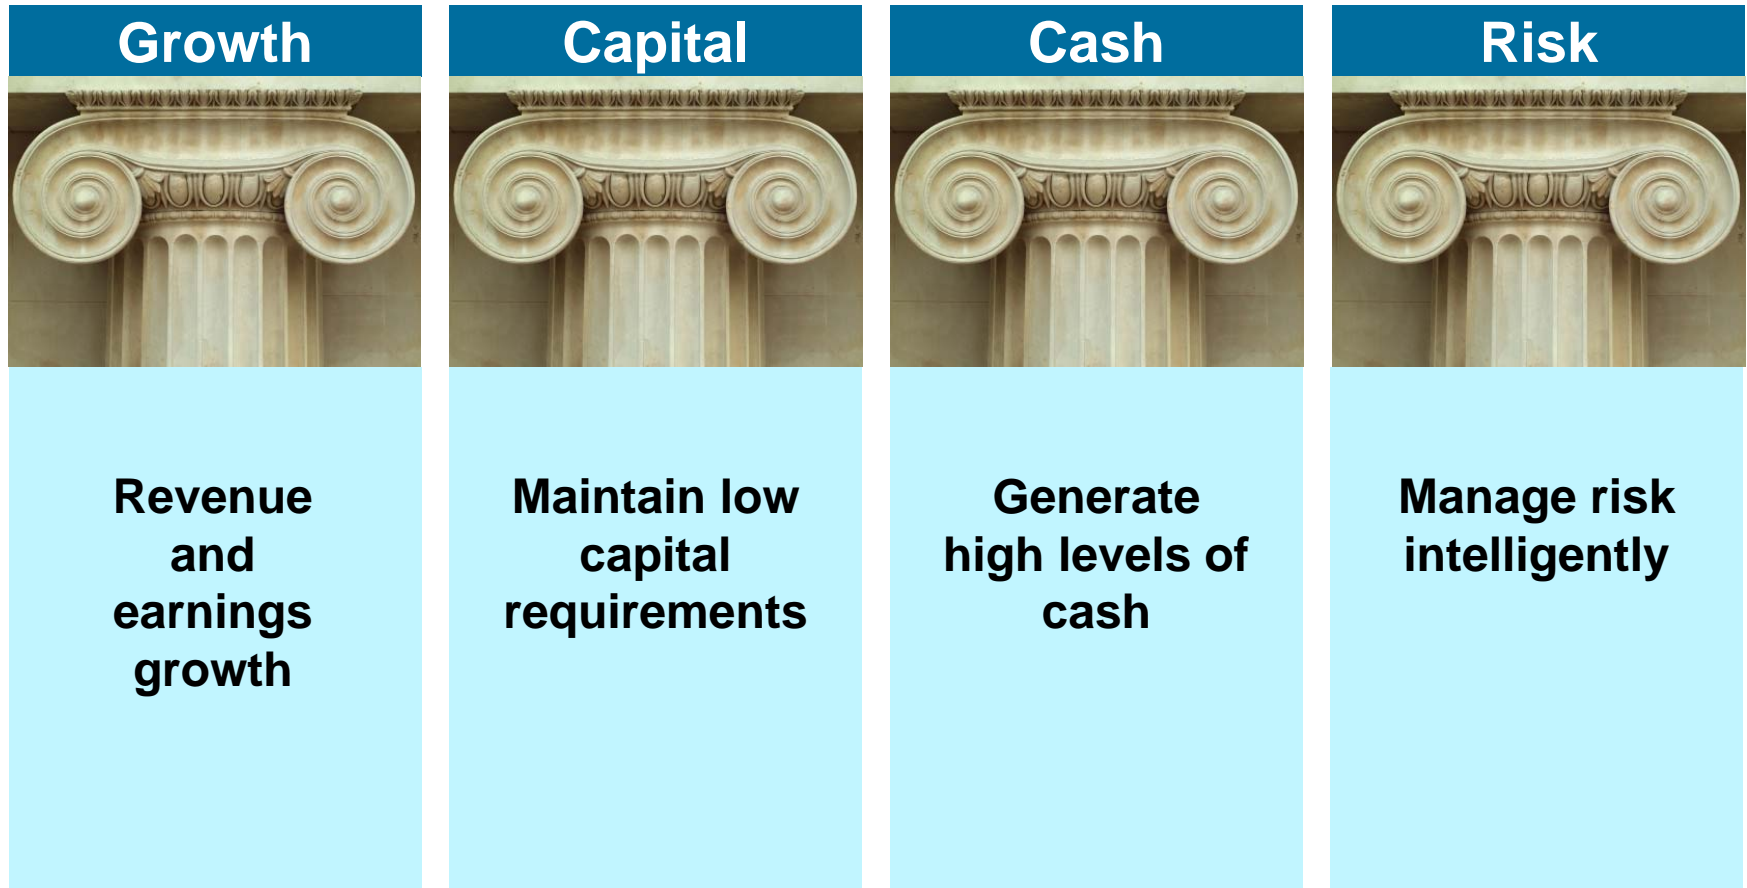 Growth
Revenue
and
earnings
growth
Capital
Maintain low
capital
requirements
Cash
Generate
high levels of
cash
Risk
Manage risk
intelligently